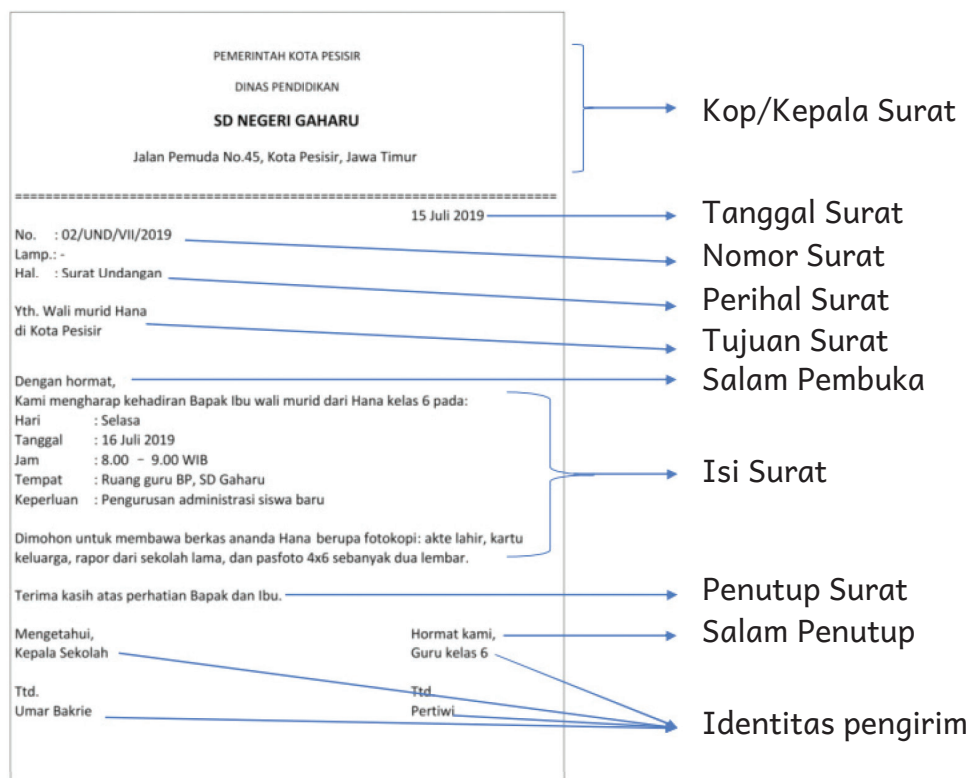 PEMERINTAH KOTA PESISIR
DINAS PENDIDIKAN
SD NEGERI GAHARU
Jalan Pemuda No.45, Kota Pesisir, Jawa Timur
Kop/Kepala Surat
15 Juli 2019
Tanggal Surat
No. : 02/UND/VII/2019
Nomor Surat
Lamp.: -
Hal. : Surat Undangan
Perihal Surat
Yth. Wali murid Hana
di Kota Pesisir
Tujuan Surat
Dengan hormat,
Salam Pembuka
Kami mengharap kehadiran Bapak Ibu wali murid dari Hana kelas 6 pada:
Hari : Selasa
Tanggal : 16 Juli 2019
Jam : 8.00 – 9.00 WIB
Tempat : Ruang guru BP, SD Gaharu
Keperluan : Pengurusan administrasi siswa baru
Dimohon untuk membawa berkas ananda Hana berupa fotokopi: akte lahir, kartu
keluarga, rapor dari sekolah lama, dan pasfoto 4x6 sebanyak dua lembar.
Isi Surat
Terima kasih atas perhatian Bapak dan Ibu.
Penutup Surat
Mengetahui,
Kepala Sekolah
Ttd.
Umar Bakrie
Hormat kami,
Guru kelas 6
Ttd.
Pertiwi
Salam Penutup
Identitas pengirim